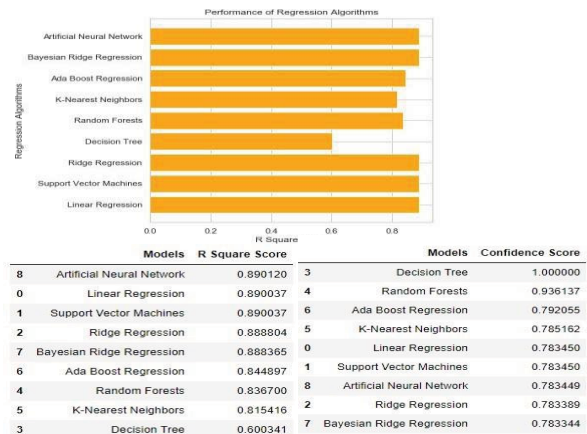 Performance of Regression Algorithms
Regression Algorithms
Artificial Neural Network
Bayesian Ridge Regression
Ada Boost Regression
K-Nearest Neighbors
Random Forests
Decision Tree
Ridge Regression
Support Vector Machines
Linear Regression
0.0 0.2 0.4 0.6 0.8
R Square
Models R Square Score
8 Artificial Neural Network 0.890120
0 Linear Regression 0.890037
1 Support Vector Machines 0.890037
2 Ridge Regression 0.888804
7 Bayesian Ridge Regression 0.888365
6 Ada Boost Regression 0.844897
4 Random Forests 0.836700
5 K-Nearest Neighbors 0.815416
3 Decision Tree 0.600341
Models Confidence Score
3 Decision Tree 1.000000
4 Random Forests 0.936137
6 Ada Boost Regression 0.792055
5 K-Nearest Neighbors 0.785162
0 Linear Regression 0.783450
1 Support Vector Machines 0.783450
8 Artificial Neural Network 0.783449
2 Ridge Regression 0.783389
7 Bayesian Ridge Regression 0.783344